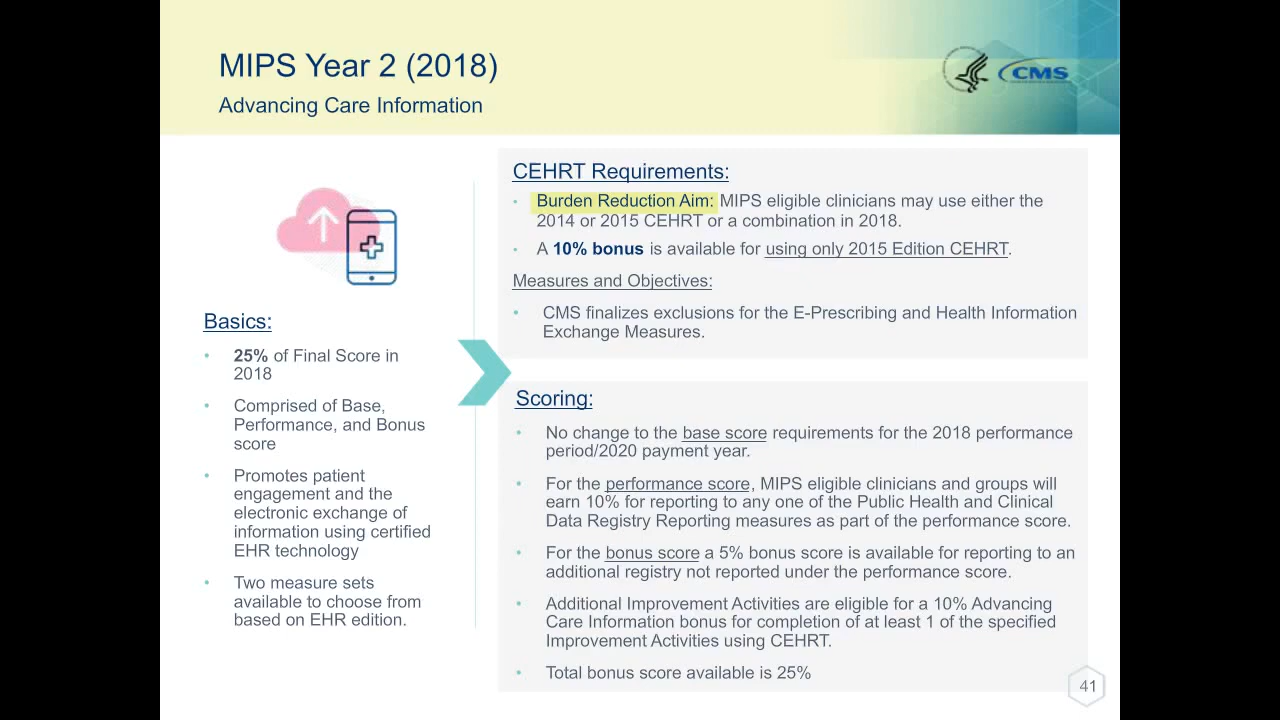 MIPS Year 2 (2018)
Advancing Care Information
CMS
Basics:
• 25% of Final Score in
2018
• Comprised of Base,
Performance, and Bonus
score
• Promotes patient
engagement and the
electronic exchange of
information using certified
EHR technology
• Two measure sets
available to choose from
based on EHR edition.
CEHRT Requirements:
• Burden Reduction Aim: MIPS eligible clinicians may use either the
2014 or 2015 CEHRT or a combination in 2018.
• A 10% bonus is available for using only 2015 Edition CEHRT.
Measures and Objectives:
• CMS finalizes exclusions for the E-Prescribing and Health Information
Exchange Measures.
Scoring:
• No change to the base score requirements for the 2018 performance
period/2020 payment year.
• For the performance score, MIPS eligible clinicians and groups will
earn 10% for reporting to any one of the Public Health and Clinical
Data Registry Reporting measures as part of the performance score.
• For the bonus score a 5% bonus score is available for reporting to an
additional registry not reported under the performance score.
• Additional Improvement Activities are eligible for a 10% Advancing
Care Information bonus for completion of at least 1 of the specified
Improvement Activities using CEHRT.
• Total bonus score available is 25%
41